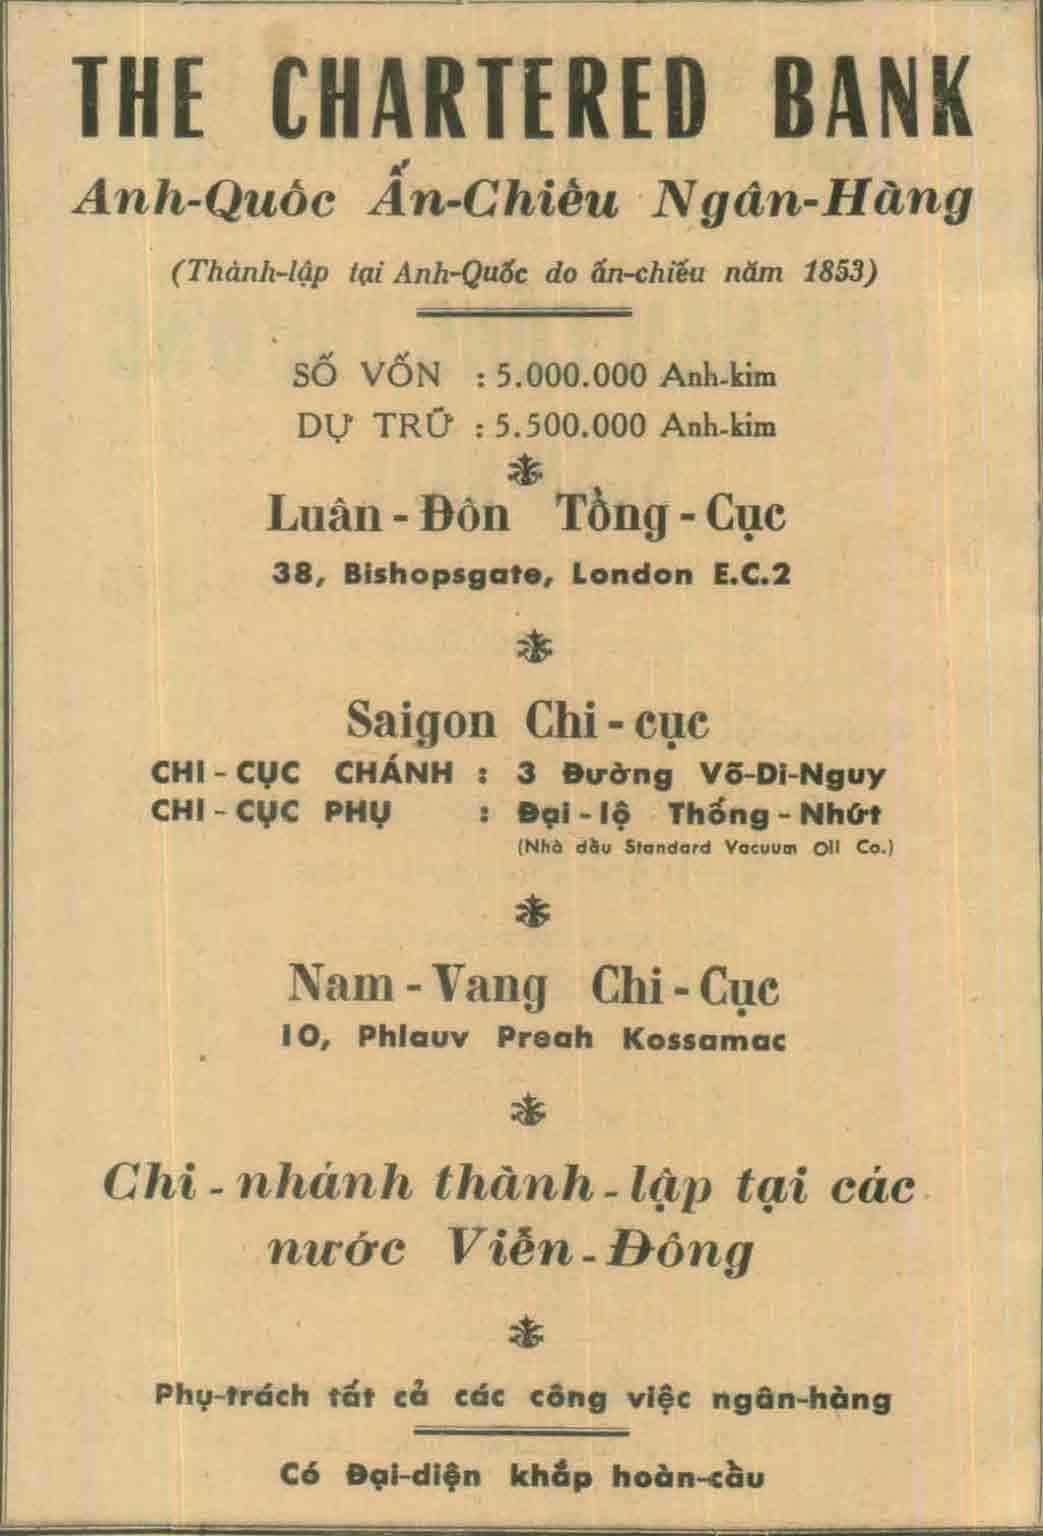 THE CHARTERED BANK
Anh-Quốc Ấn-Chiếu Ngân-Hàng
(Thành-lập tại Anh-Quốc do ấn-chiếu năm 1853)
SỐ VỐN : 5.000.000 Anh-kim
DỰ TRỮ : 5.500.000 Anh-kim
Luân-Đôn Tổng-Cục
38, Bishopsgate, London E.C.2
Saigon Chi-cục
CHI-CỤC CHÁNH : 3 Đường Võ-Di-Nguy
CHI-CỤC PHỤ : Đại-lộ Thống-Nhứt
(Nhà dầu Standard Vacuum Oil Co.)
Nam-Vang Chi-Cục
10, Phlauv Preah Kossamac
Chi-nhánh thành-lập tại các
nước Viễn-Đông
Phụ-trách tất cả các công việc ngân-hàng
Có Đại-diện khắp hoàn-cầu